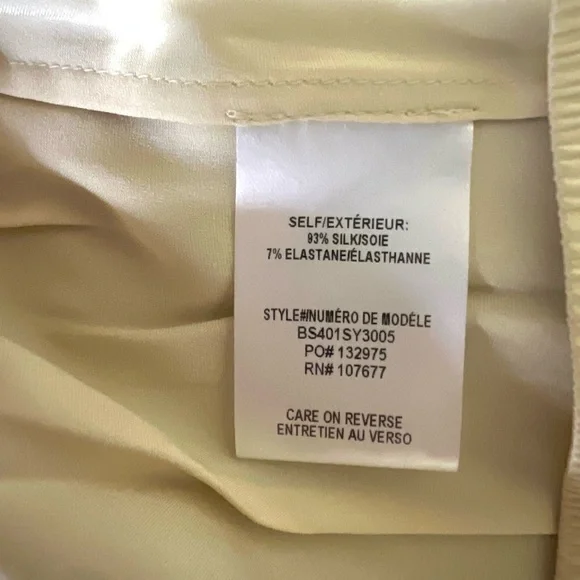 SELF/EXTÉRIEUR:
93% SILK/SOIE
7% ELASTANE/ÉLASTHANNE
STYLE#/NUMÉRO DE MODÈLE
BS401SY3005
PO# 132975
RN# 107677
CARE ON REVERSE
ENTRETIEN AU VERSO